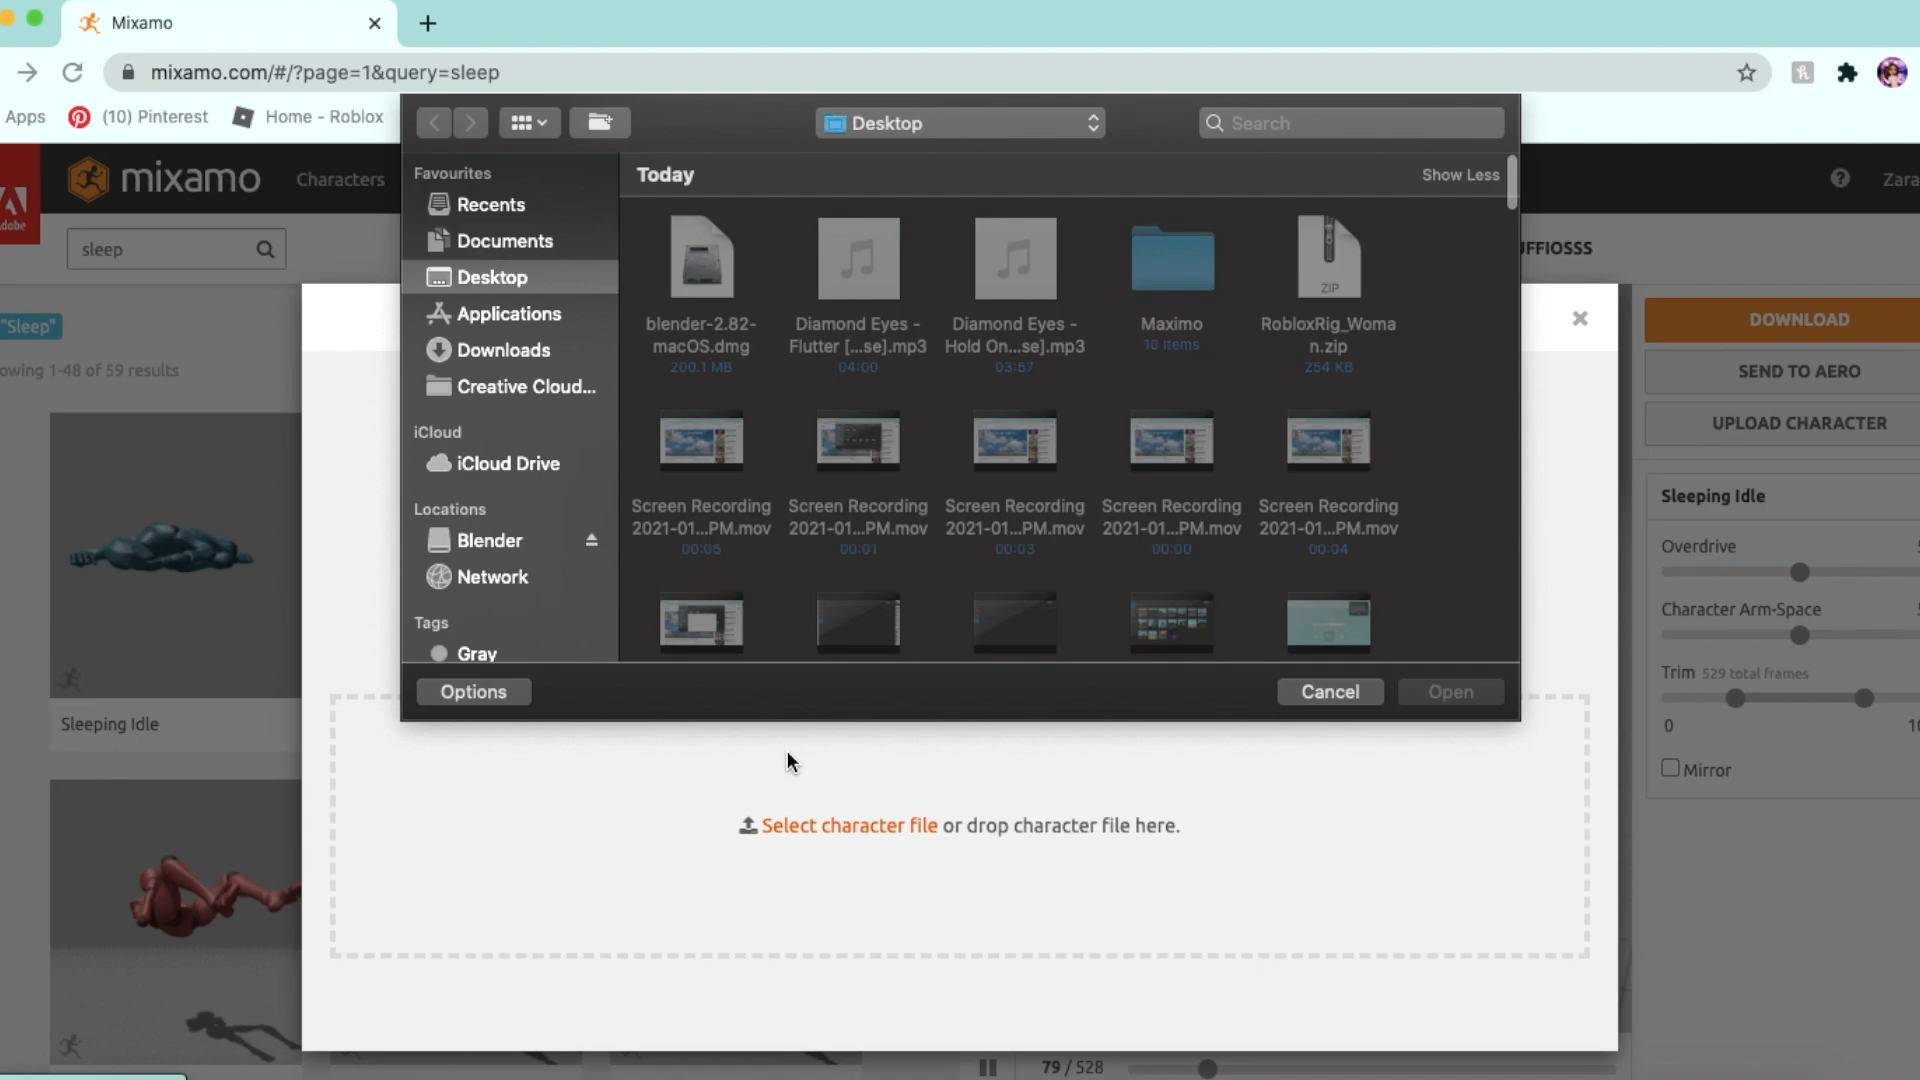 Mixamo
mixamo.com/#/?page=1&query=sleep
Apps
(10) Pinterest
Home - Roblox
Adobe
mixamo
Characters
Zara
sleep
UFFIOSSS
"Sleep"
owing 1-48 of 59 results
Sleeping Idle
Desktop
Search
Favourites
Recents
Documents
Desktop
Applications
Downloads
Creative Cloud...
iCloud
iCloud Drive
Locations
Blender
Network
Tags
Gray
Today
Show Less
blender-2.82-
macOS.dmg
200.1 MB
Diamond Eyes -
Flutter [...se].mp3
04:00
Diamond Eyes -
Hold On...se].mp3
03:57
Maximo
10 items
ZIP
RobloxRig_Woma
n.zip
254 KB
Screen Recording
2021-01...PM.mov
00:05
Screen Recording
2021-01...PM.mov
00:01
Screen Recording
2021-01...PM.mov
00:03
Screen Recording
2021-01...PM.mov
00:00
Screen Recording
2021-01...PM.mov
00:04
Options
Cancel
Open
Select character file or drop character file here.
DOWNLOAD
SEND TO AERO
UPLOAD CHARACTER
Sleeping Idle
Overdrive
Character Arm-Space
Trim 529 total frames
0
Mirror
79 / 528